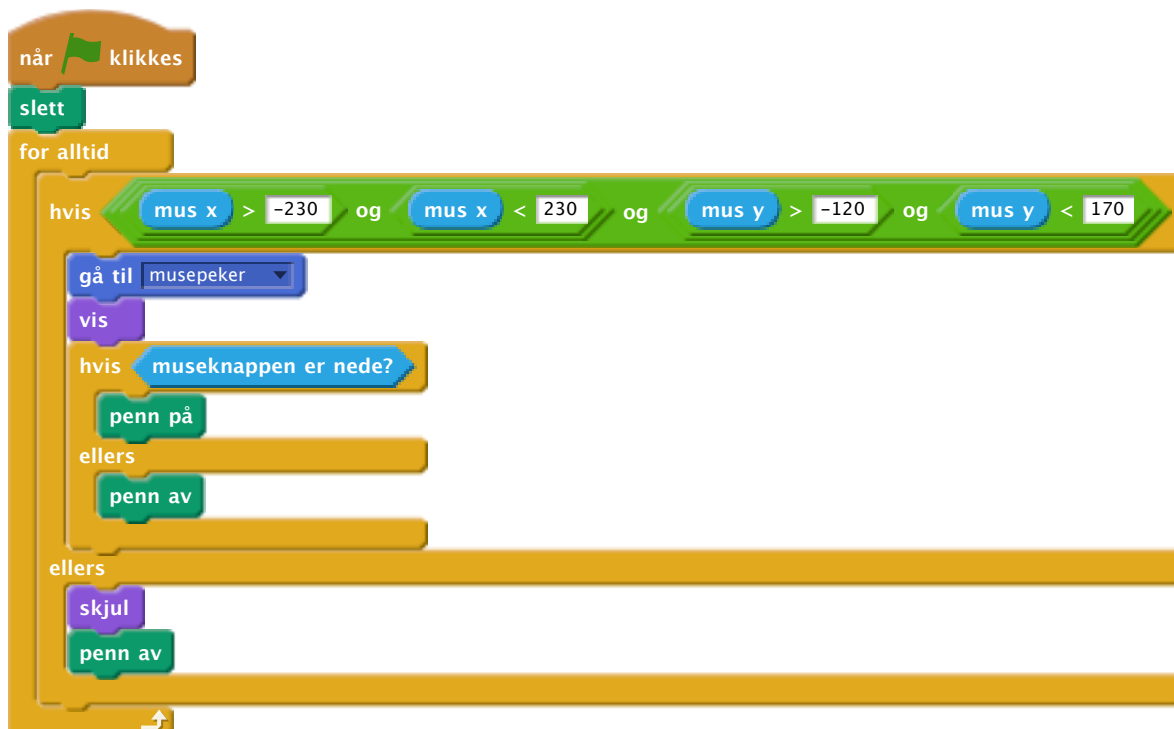 når klikkes
slett
for alltid
hvis mus x > -230 og mus x < 230 og mus y > -120 og mus y < 170
gå til musepeker
vis
hvis museknappen er nede?
penn på
ellers
penn av
ellers
skjul
penn av